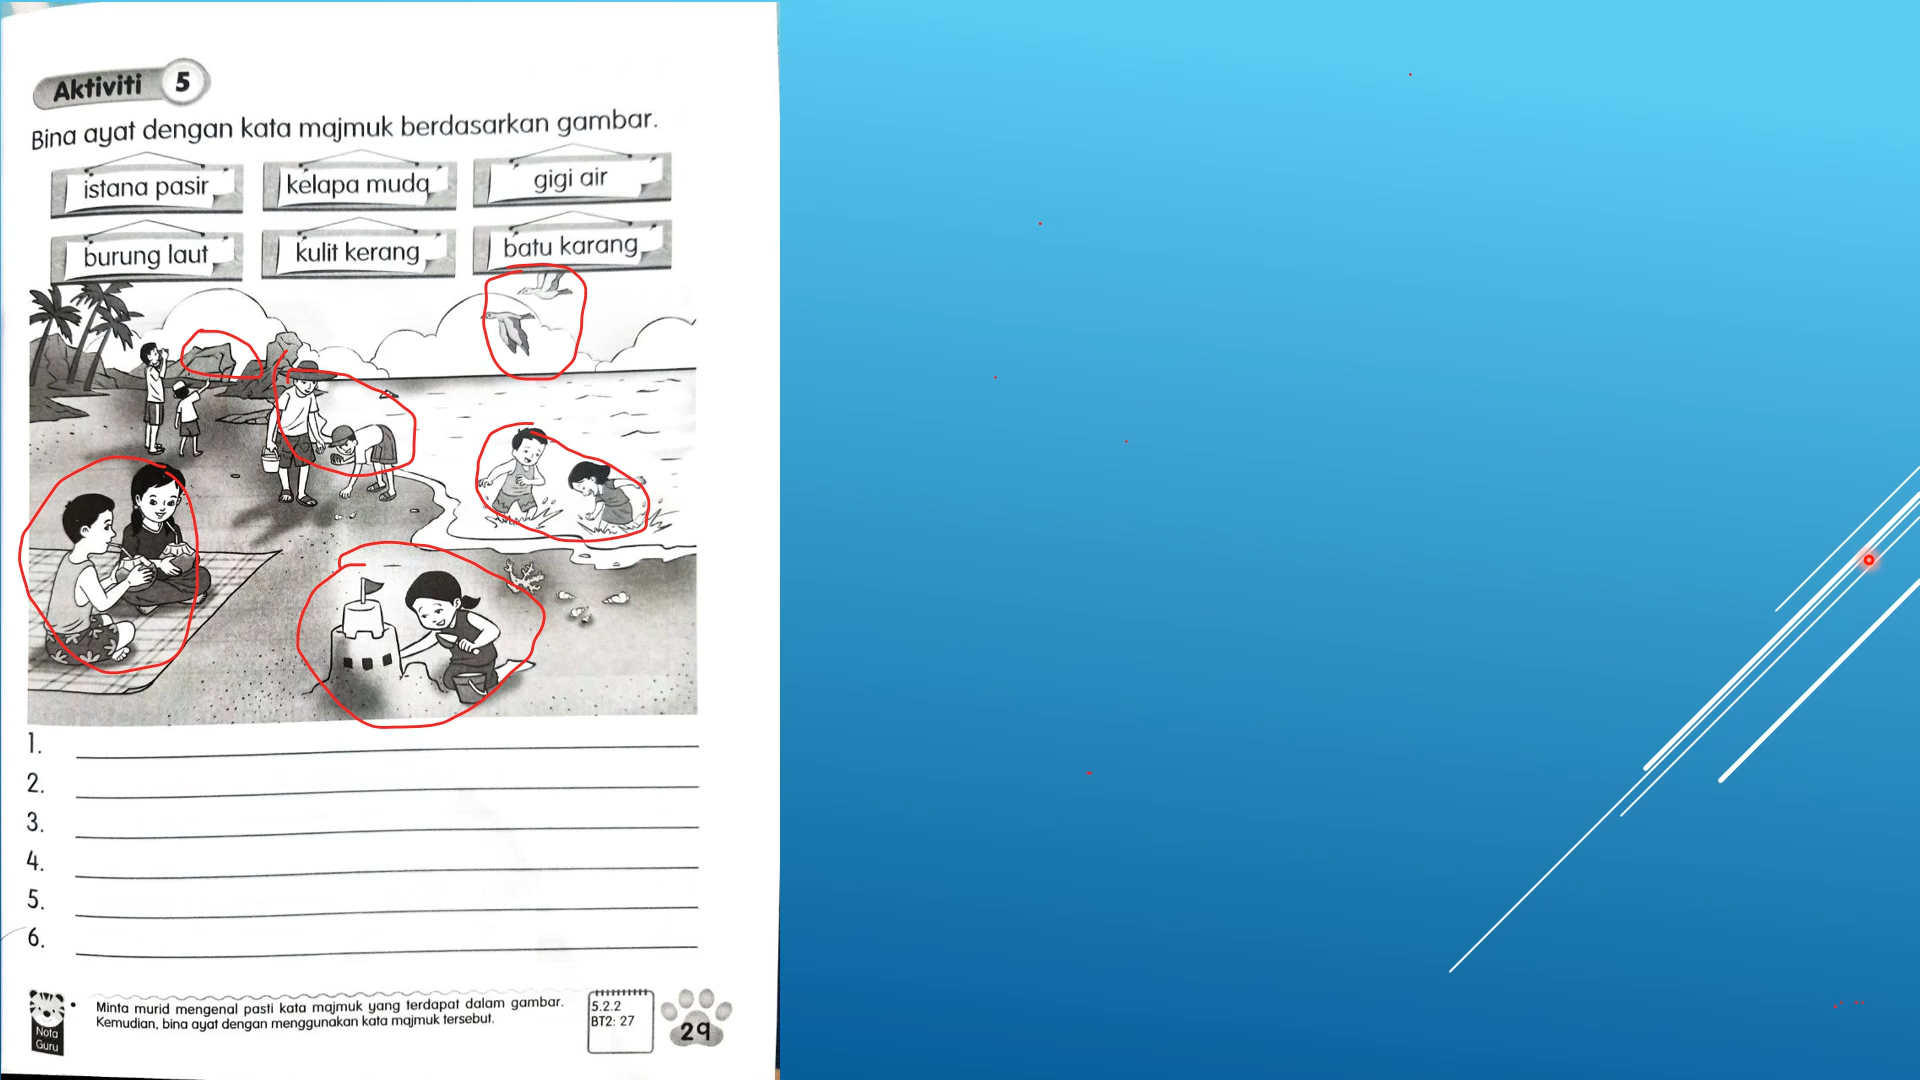 Aktiviti 5
Bina ayat dengan kata majmuk berdasarkan gambar.
istana pasir
kelapa muda
gigi air
burung laut
kulit kerang
batu karang
1.
2.
3.
4.
5.
6.
Nota Guru
• Minta murid mengenal pasti kata majmuk yang terdapat dalam gambar.
Kemudian, bina ayat dengan menggunakan kata majmuk tersebut.
5.2.2
BT2: 27
29